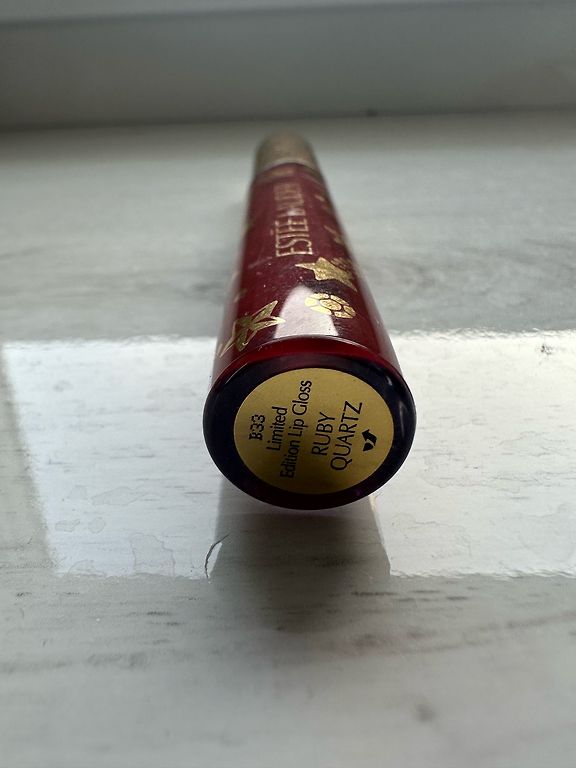 ESTĒE LAUDER
B33
Limited
Edition Lip Gloss
RUBY
QUARTZ